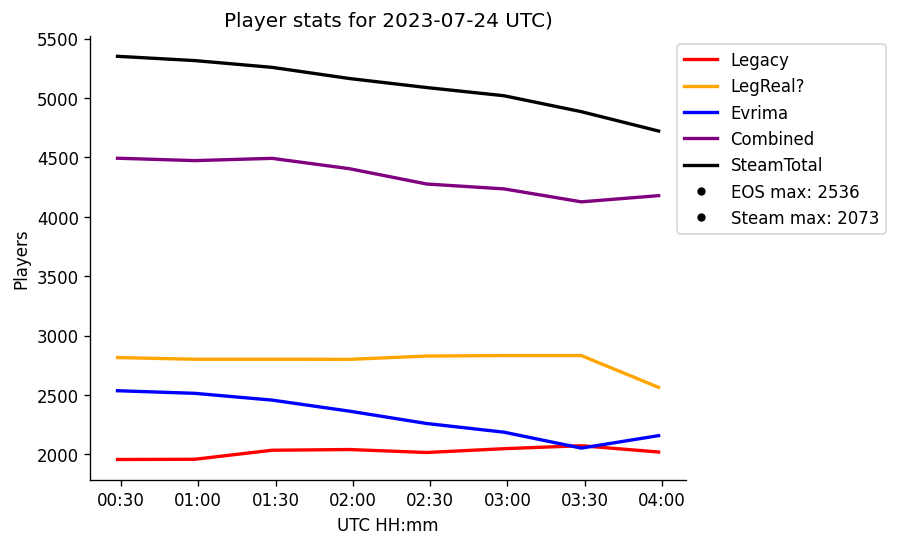 Player stats for 2023-07-24 UTC)
5500
5000
4500
4000
3500
3000
2500
2000
Players
00:30 01:00 01:30 02:00 02:30 03:00 03:30 04:00
UTC HH:mm
Legacy
LegReal?
Evrima
Combined
SteamTotal
EOS max: 2536
Steam max: 2073